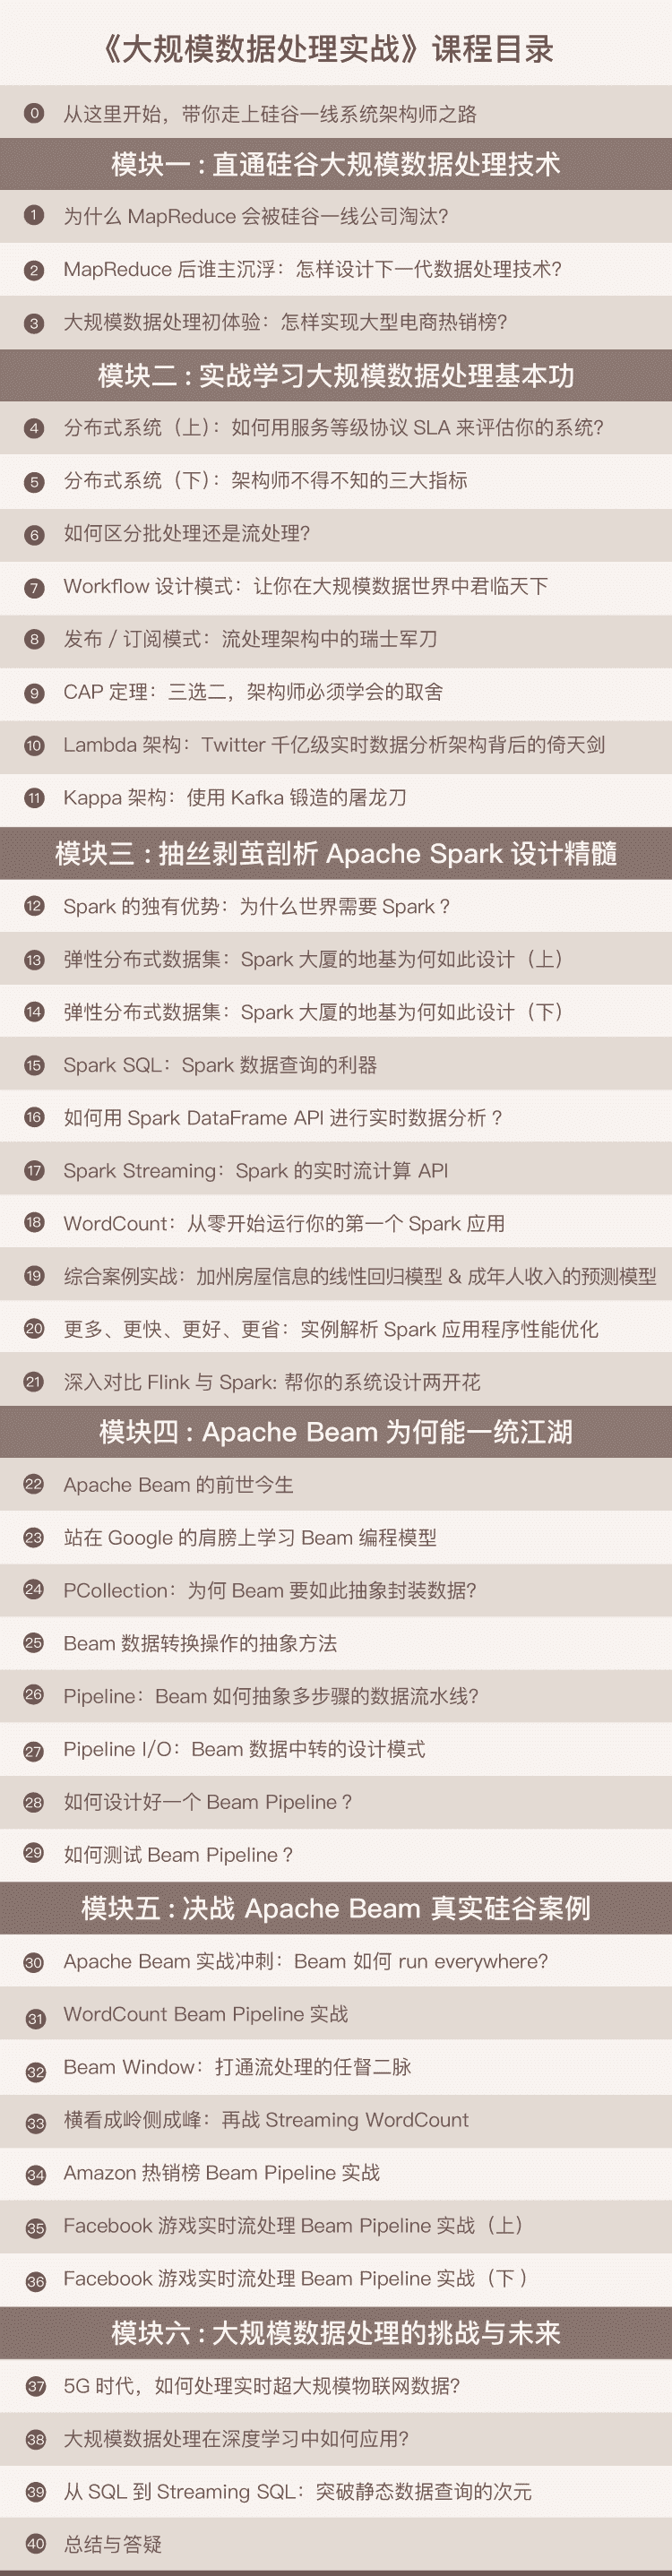 《大规模数据处理实战》课程目录
0 从这里开始，带你走上硅谷一线系统架构师之路
模块一：直通硅谷大规模数据处理技术
1 为什么 MapReduce 会被硅谷一线公司淘汰?
2 MapReduce 后谁主沉浮：怎样设计下一代数据处理技术?
3 大规模数据处理初体验：怎样实现大型电商热销榜?
模块二：实战学习大规模数据处理基本功
4 分布式系统（上）：如何用服务等级协议 SLA 来评估你的系统?
5 分布式系统（下）：架构师不得不知的三大指标
6 如何区分批处理还是流处理?
7 Workflow 设计模式：让你在大规模数据世界中君临天下
8 发布 / 订阅模式：流处理架构中的瑞士军刀
9 CAP 定理：三选二，架构师必须学会的取舍
10 Lambda 架构：Twitter 千亿级实时数据分析架构背后的倚天剑
11 Kappa 架构：使用 Kafka 锻造的屠龙刀
模块三：抽丝剥茧剖析 Apache Spark 设计精髓
12 Spark 的独有优势：为什么世界需要 Spark？
13 弹性分布式数据集：Spark 大厦的地基为何如此设计（上）
14 弹性分布式数据集：Spark 大厦的地基为何如此设计（下）
15 Spark SQL：Spark 数据查询的利器
16 如何用 Spark DataFrame API 进行实时数据分析？
17 Spark Streaming：Spark 的实时流计算 API
18 WordCount：从零开始运行你的第一个 Spark 应用
19 综合案例实战：加州房屋信息的线性回归模型 & 成年人收入的预测模型
20 更多、更快、更好、更省：实例解析 Spark 应用程序性能优化
21 深入对比 Flink 与 Spark: 帮你的系统设计两开花
模块四：Apache Beam 为何能一统江湖
22 Apache Beam 的前世今生
23 站在 Google 的肩膀上学习 Beam 编程模型
24 PCollection：为何 Beam 要如此抽象封装数据?
25 Beam 数据转换操作的抽象方法
26 Pipeline：Beam 如何抽象多步骤的数据流水线?
27 Pipeline I/O：Beam 数据中转的设计模式
28 如何设计好一个 Beam Pipeline？
29 如何测试 Beam Pipeline？
模块五：决战 Apache Beam 真实硅谷案例
30 Apache Beam 实战冲刺：Beam 如何 run everywhere?
31 WordCount Beam Pipeline 实战
32 Beam Window：打通流处理的任督二脉
33 横看成岭侧成峰：再战 Streaming WordCount
34 Amazon 热销榜 Beam Pipeline 实战
35 Facebook 游戏实时流处理 Beam Pipeline 实战（上）
36 Facebook 游戏实时流处理 Beam Pipeline 实战（下 ）
模块六：大规模数据处理的挑战与未来
37 5G 时代，如何处理实时超大规模物联网数据?
38 大规模数据处理在深度学习中如何应用?
39 从 SQL 到 Streaming SQL：突破静态数据查询的次元
40 总结与答疑